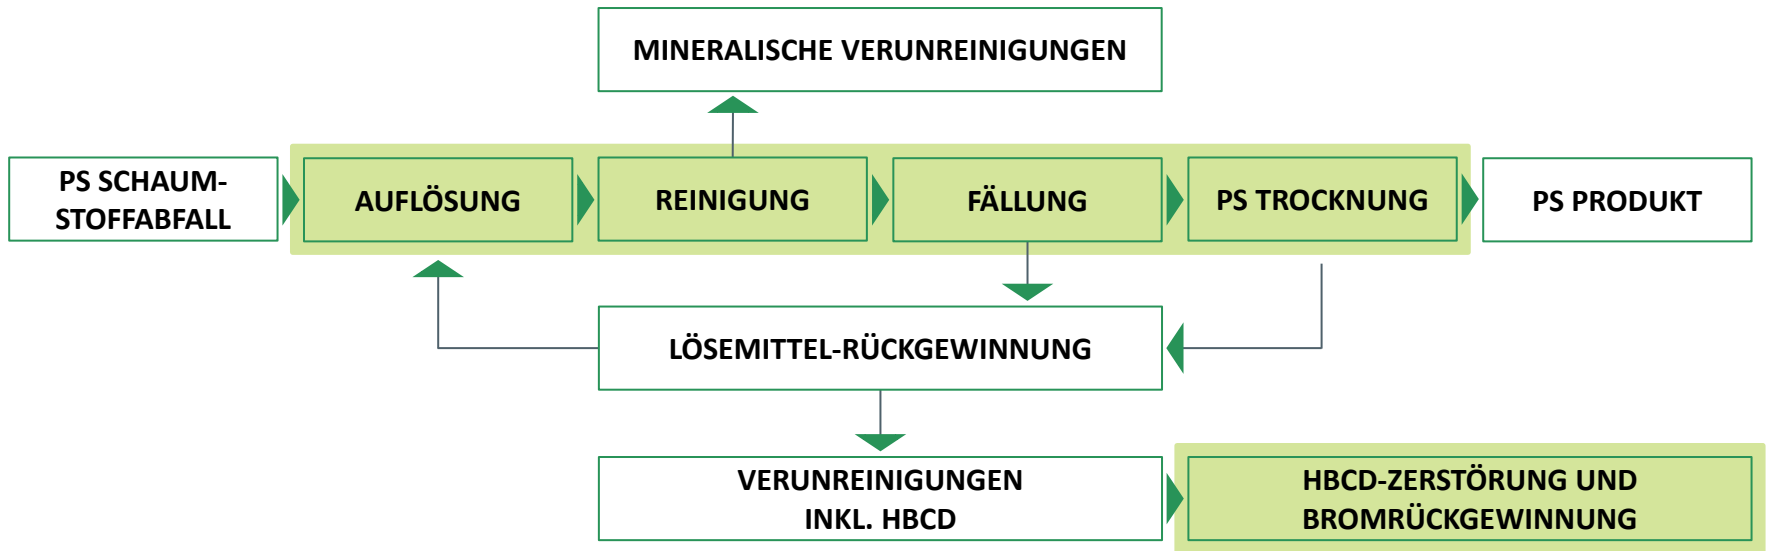 MINERALISCHE VERUNREINIGUNGEN
PS SCHAUM-
STOFFABFALL
AUFLÖSUNG
REINIGUNG
FÄLLUNG
PS TROCKNUNG
PS PRODUKT
LÖSEMITTEL-RÜCKGEWINNUNG
VERUNREINIGUNGEN
INKL. HBCD
HBCD-ZERSTÖRUNG UND
BROMRÜCKGEWINNUNG